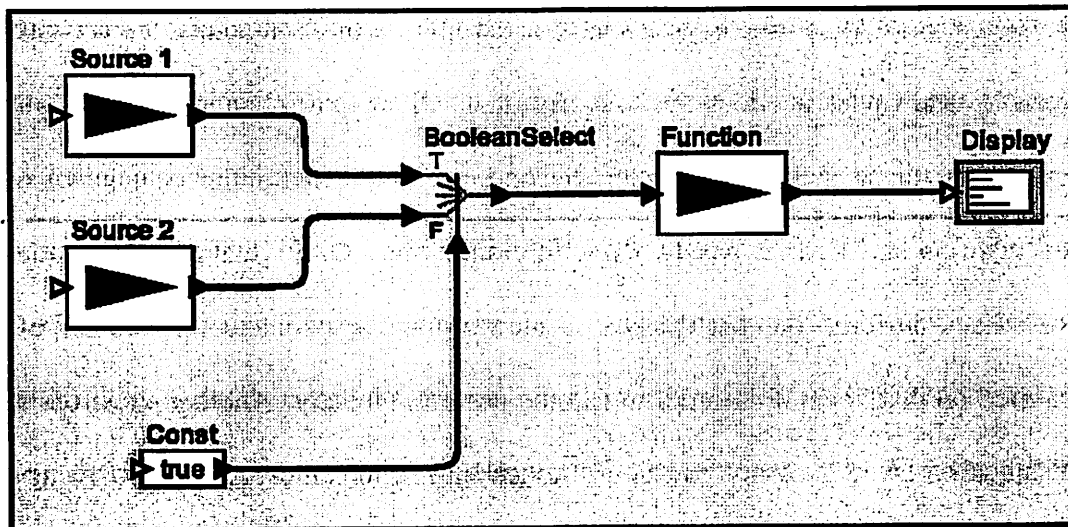 Source 1
BooleanSelect
Function
Display
T
F
Source 2
Const
true